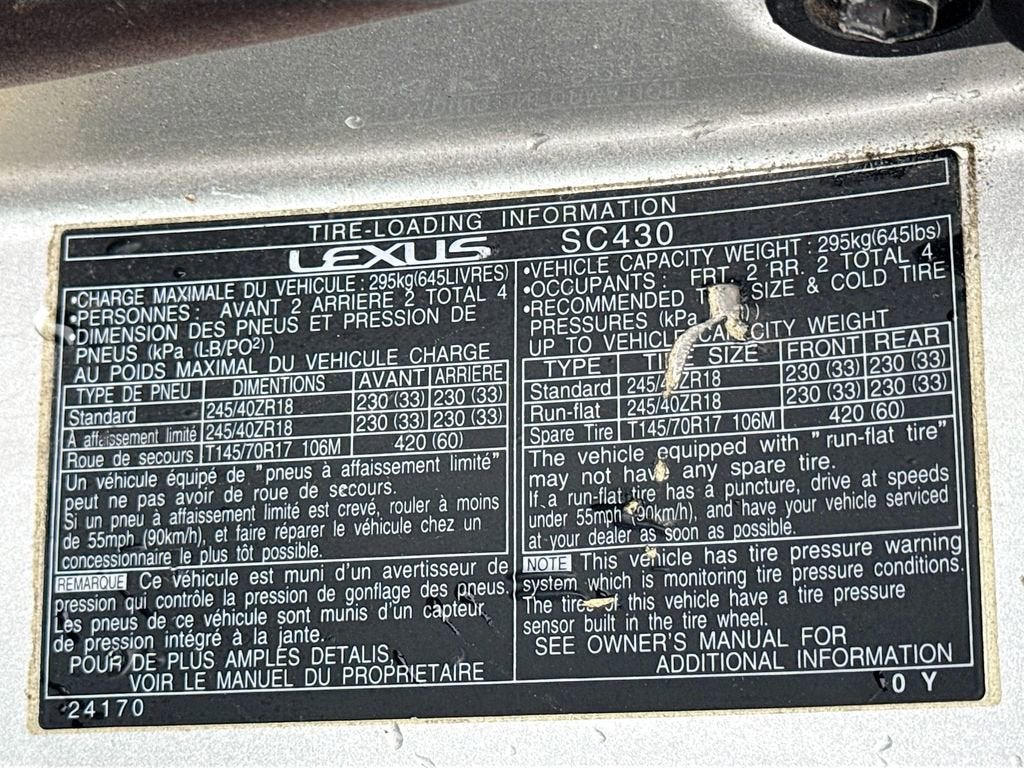 TIRE-LOADING INFORMATION
LEXUS SC430
•CHARGE MAXIMALE DU VÉHICULE : 295kg(645LIVRES)
•PERSONNES : AVANT 2 ARRIÈRE 2 TOTAL 4
•DIMENSION DES PNEUS ET PRESSION DE
PNEUS (kPa (LB/PO²))
AU POIDS MAXIMAL DU VEHICULE CHARGE
TYPE DE PNEU DIMENTIONS AVANT ARRIERE
Standard 245/40ZR18 230 (33) 230 (33)
À affaissement limité 245/40ZR18 230 (33) 230 (33)
Roue de secours T145/70R17 106M 420 (60)
Un véhicule équipé de "pneus à affaissement limité"
peut ne pas avoir de roue de secours.
Si un pneu à affaissement limité est crevé, rouler à moins
de 55mph (90km/h), et faire réparer le véhicule chez un
concessionnaire le plus tôt possible.
REMARQUE Ce véhicule est muni d'un avertisseur de
pression qui contrôle la pression de gonflage des pneus.
Les pneus de ce véhicule sont munis d'un capteur
de pression intégré à la jante.
POUR DE PLUS AMPLES DETALIS,
VOIR LE MANUEL DU PROPRIETAIRE
•VEHICLE CAPACITY WEIGHT : 295kg(645lbs)
•OCCUPANTS : FRT. 2 RR. 2 TOTAL 4
•RECOMMENDED SIZE & COLD TIRE
PRESSURES (kPa
UP TO VEHICLE CAPACITY WEIGHT
TYPE TIRE SIZE FRONT REAR
Standard 245/40ZR18 230 (33) 230 (33)
Run-flat 245/40ZR18 230 (33) 230 (33)
Spare Tire T145/70R17 106M 420 (60)
The vehicle equipped with "run-flat tire"
may not have any spare tire.
If a run-flat tire has a puncture, drive at speeds
under 55mph (90km/h), and have your vehicle serviced
at your dealer as soon as possible.
NOTE This vehicle has tire pressure warning
system which is monitoring tire pressure conditions.
The tires of this vehicle have a tire pressure
sensor built in the tire wheel.
SEE OWNER'S MANUAL FOR
ADDITIONAL INFORMATION
24170
0 Y